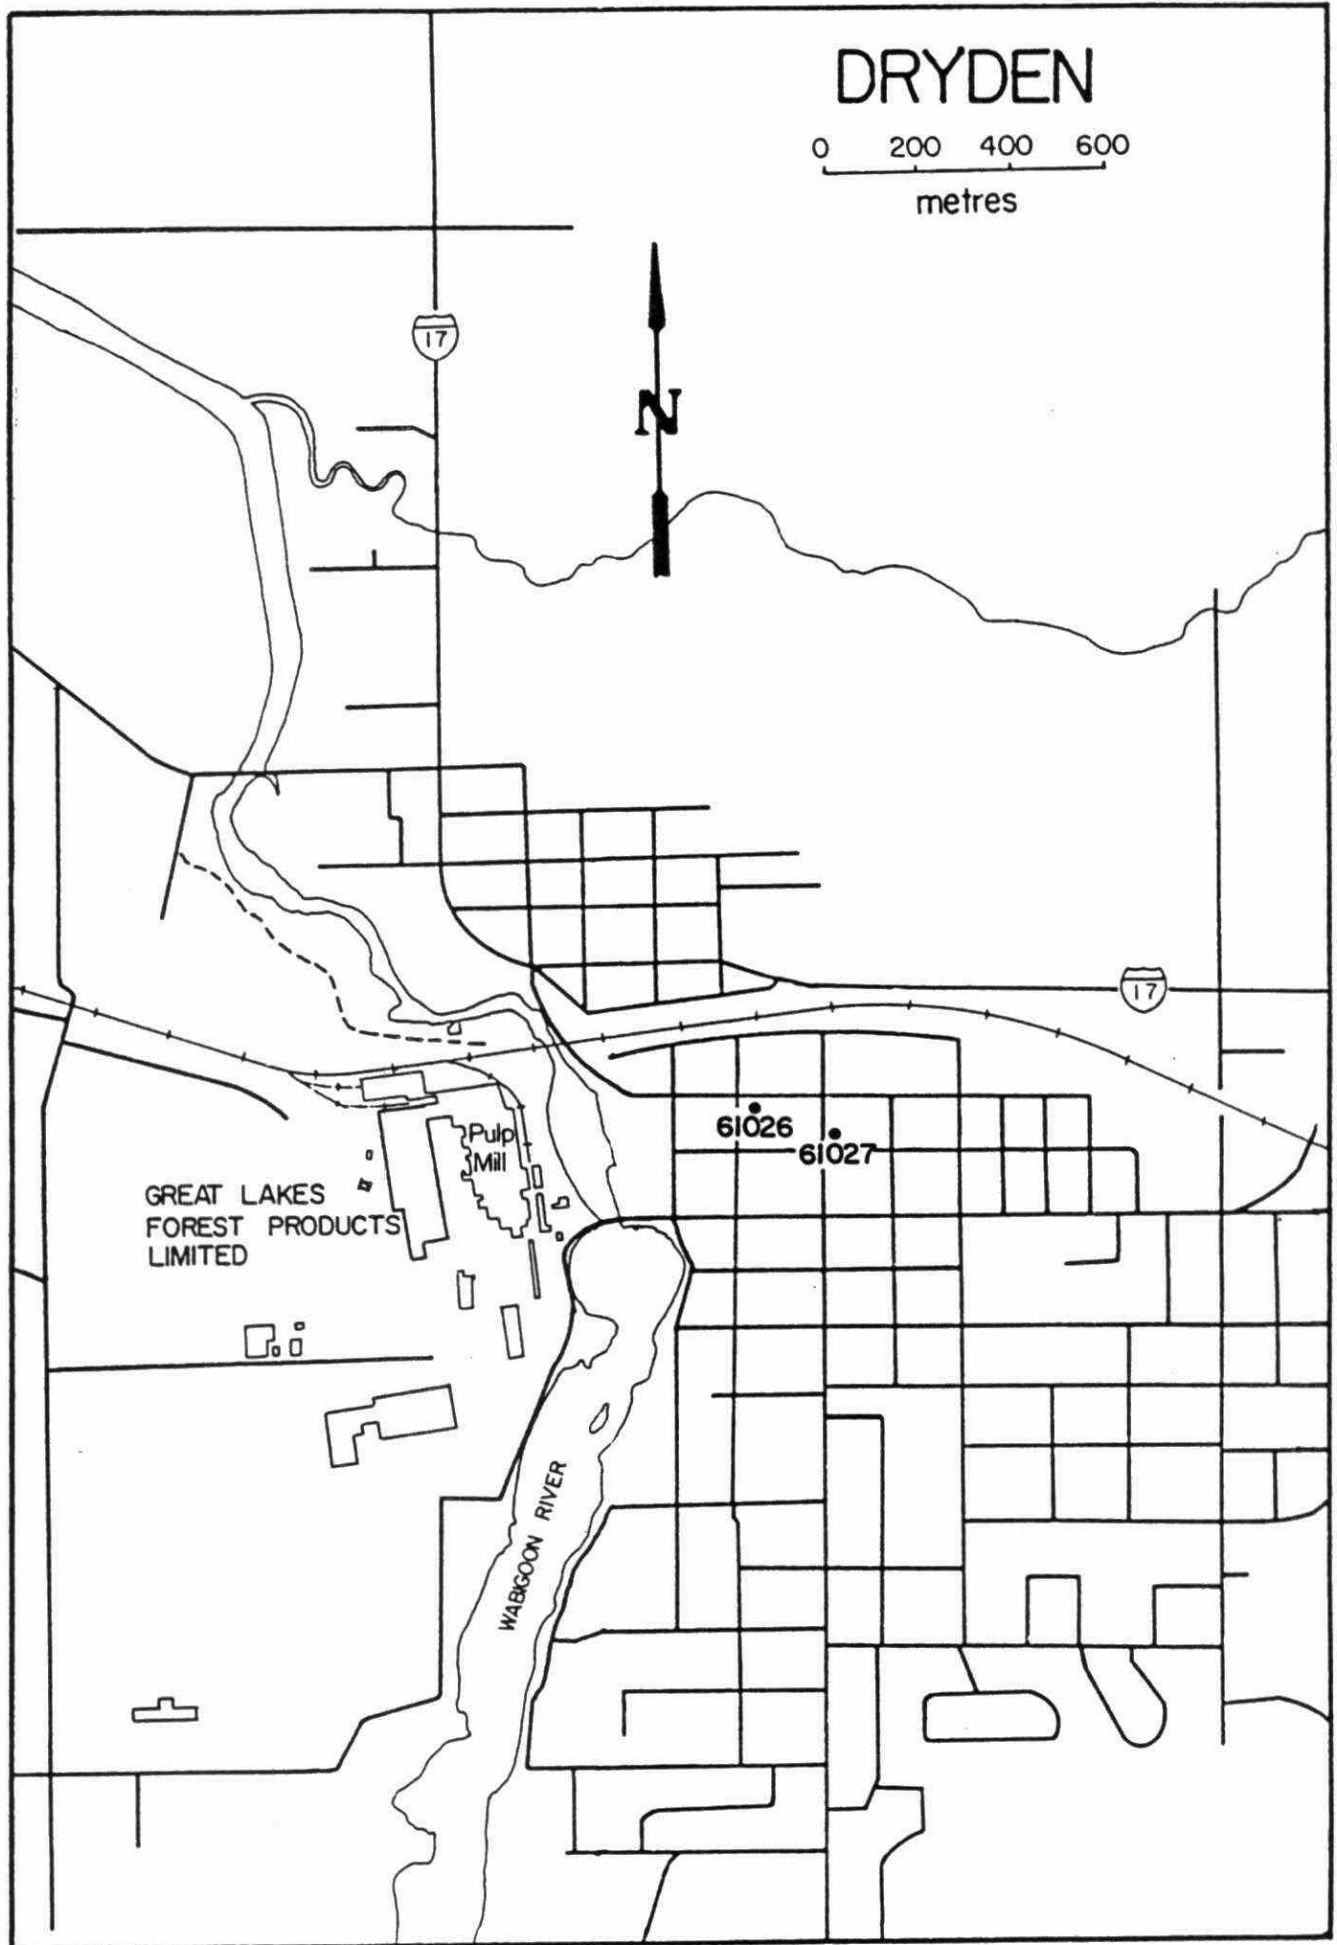 DRYDEN
0 200 400 600
metres
17
N
17
61026
61027
Pulp
Mill
GREAT LAKES
FOREST PRODUCTS
LIMITED
WABIGOON RIVER